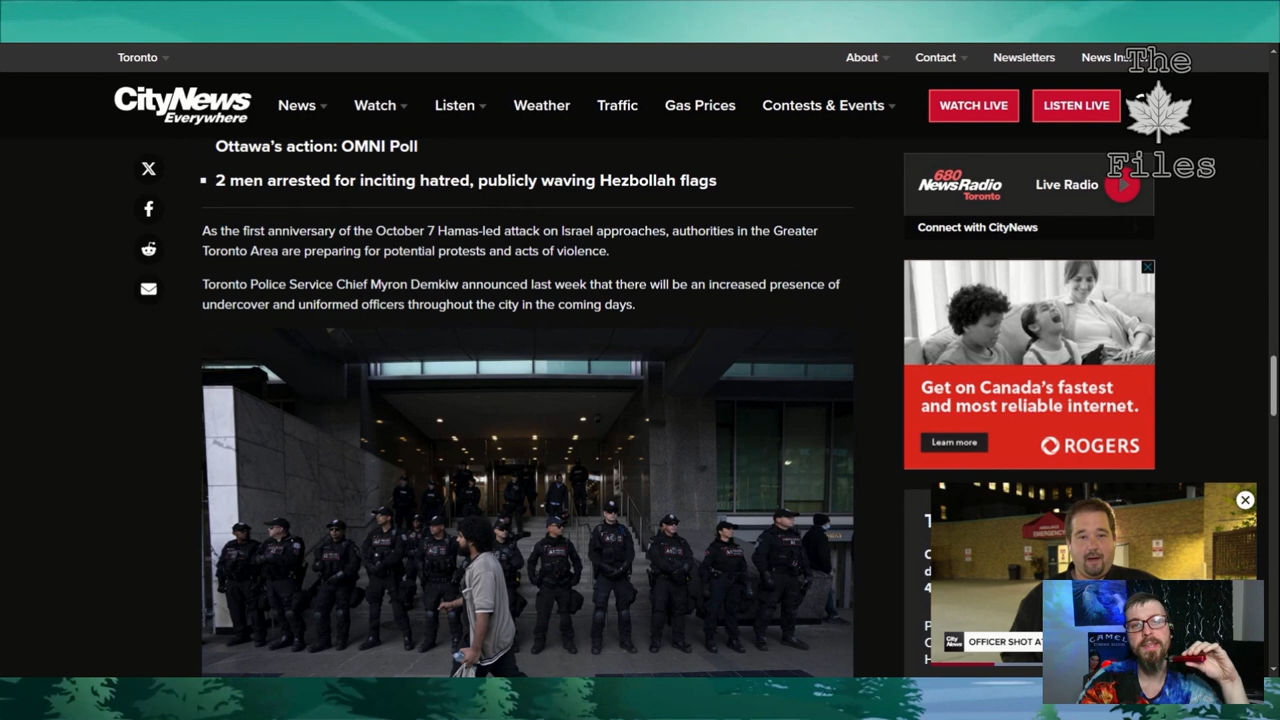 Toronto
About
Contact
Newsletters
The
Files
CityNews
Everywhere
News
Watch
Listen
Weather
Traffic
Gas Prices
Contests & Events
WATCH LIVE
LISTEN LIVE
Ottawa's action: OMNI Poll
2 men arrested for inciting hatred, publicly waving Hezbollah flags
As the first anniversary of the October 7 Hamas-led attack on Israel approaches, authorities in the Greater
Toronto Area are preparing for potential protests and acts of violence.
Toronto Police Service Chief Myron Demkiw announced last week that there will be an increased presence of
undercover and uniformed officers throughout the city in the coming days.
680
NewsRadio
Toronto
Live Radio
Connect with CityNews
Get on Canada's fastest
and most reliable internet.
Learn more
ROGERS
EMERGENCY
City
News
OFFICER SHOT
CAMEL